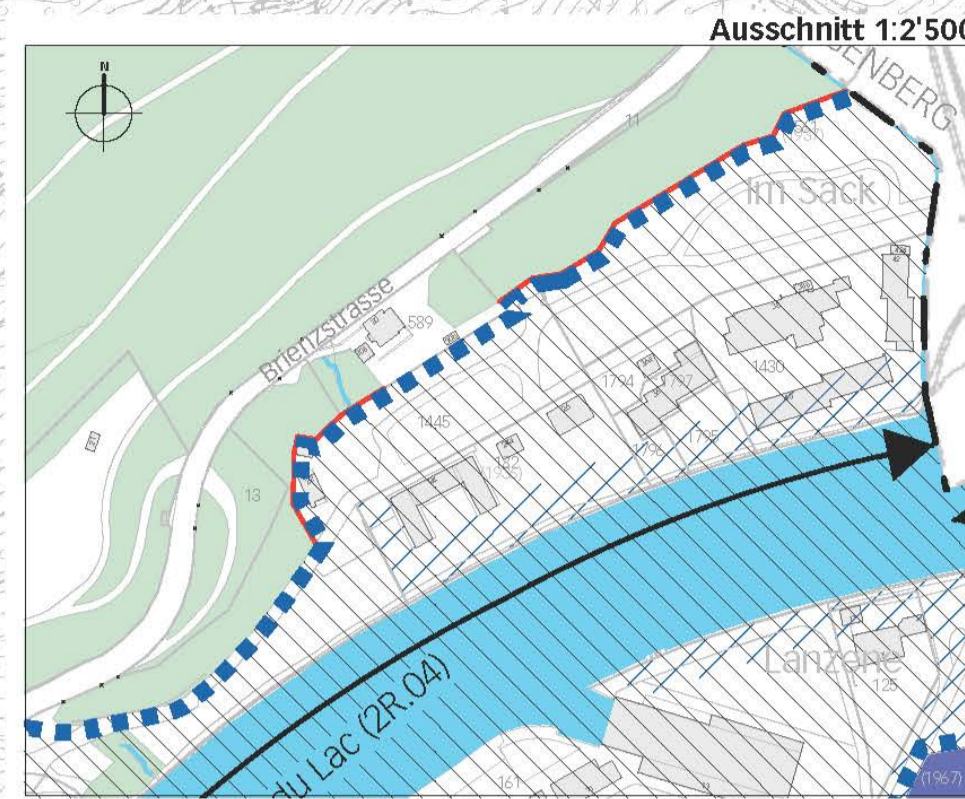 Ausschnitt 1:2'500
N
ENBERG
11
Im Sack
Brienzstrasse
589
1794
1797
1430
1445
1796
1795
13
du Lac (2R.04)
Lanzene
125
161
(1967)